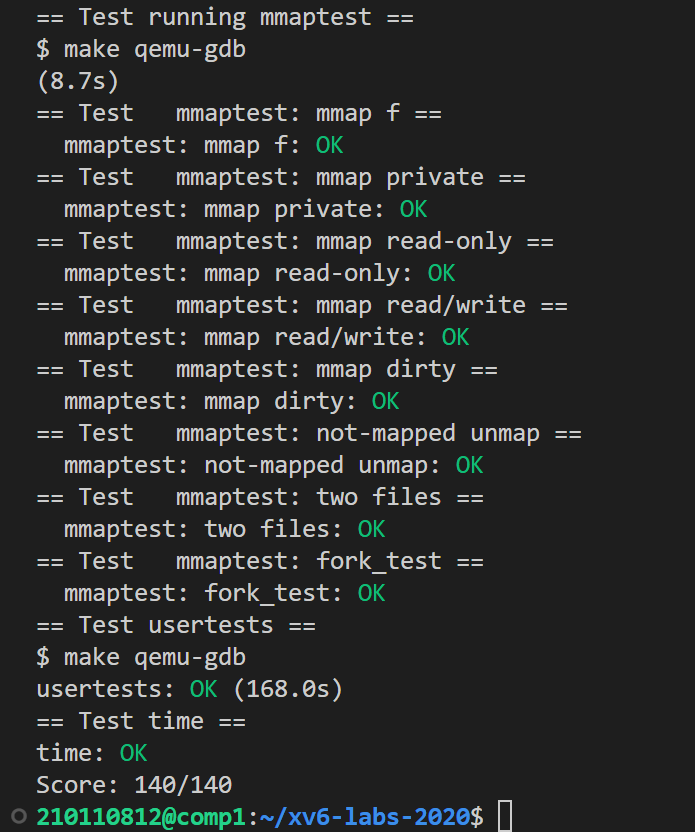 == Test running mmaptest ==
$ make qemu-gdb
(8.7s)
== Test   mmaptest: mmap f ==
  mmaptest: mmap f: OK
== Test   mmaptest: mmap private ==
  mmaptest: mmap private: OK
== Test   mmaptest: mmap read-only ==
  mmaptest: mmap read-only: OK
== Test   mmaptest: mmap read/write ==
  mmaptest: mmap read/write: OK
== Test   mmaptest: mmap dirty ==
  mmaptest: mmap dirty: OK
== Test   mmaptest: not-mapped unmap ==
  mmaptest: not-mapped unmap: OK
== Test   mmaptest: two files ==
  mmaptest: two files: OK
== Test   mmaptest: fork_test ==
  mmaptest: fork_test: OK
== Test usertests ==
$ make qemu-gdb
usertests: OK (168.0s)
== Test time ==
time: OK
Score: 140/140
210110812@comp1:~/xv6-labs-2020$